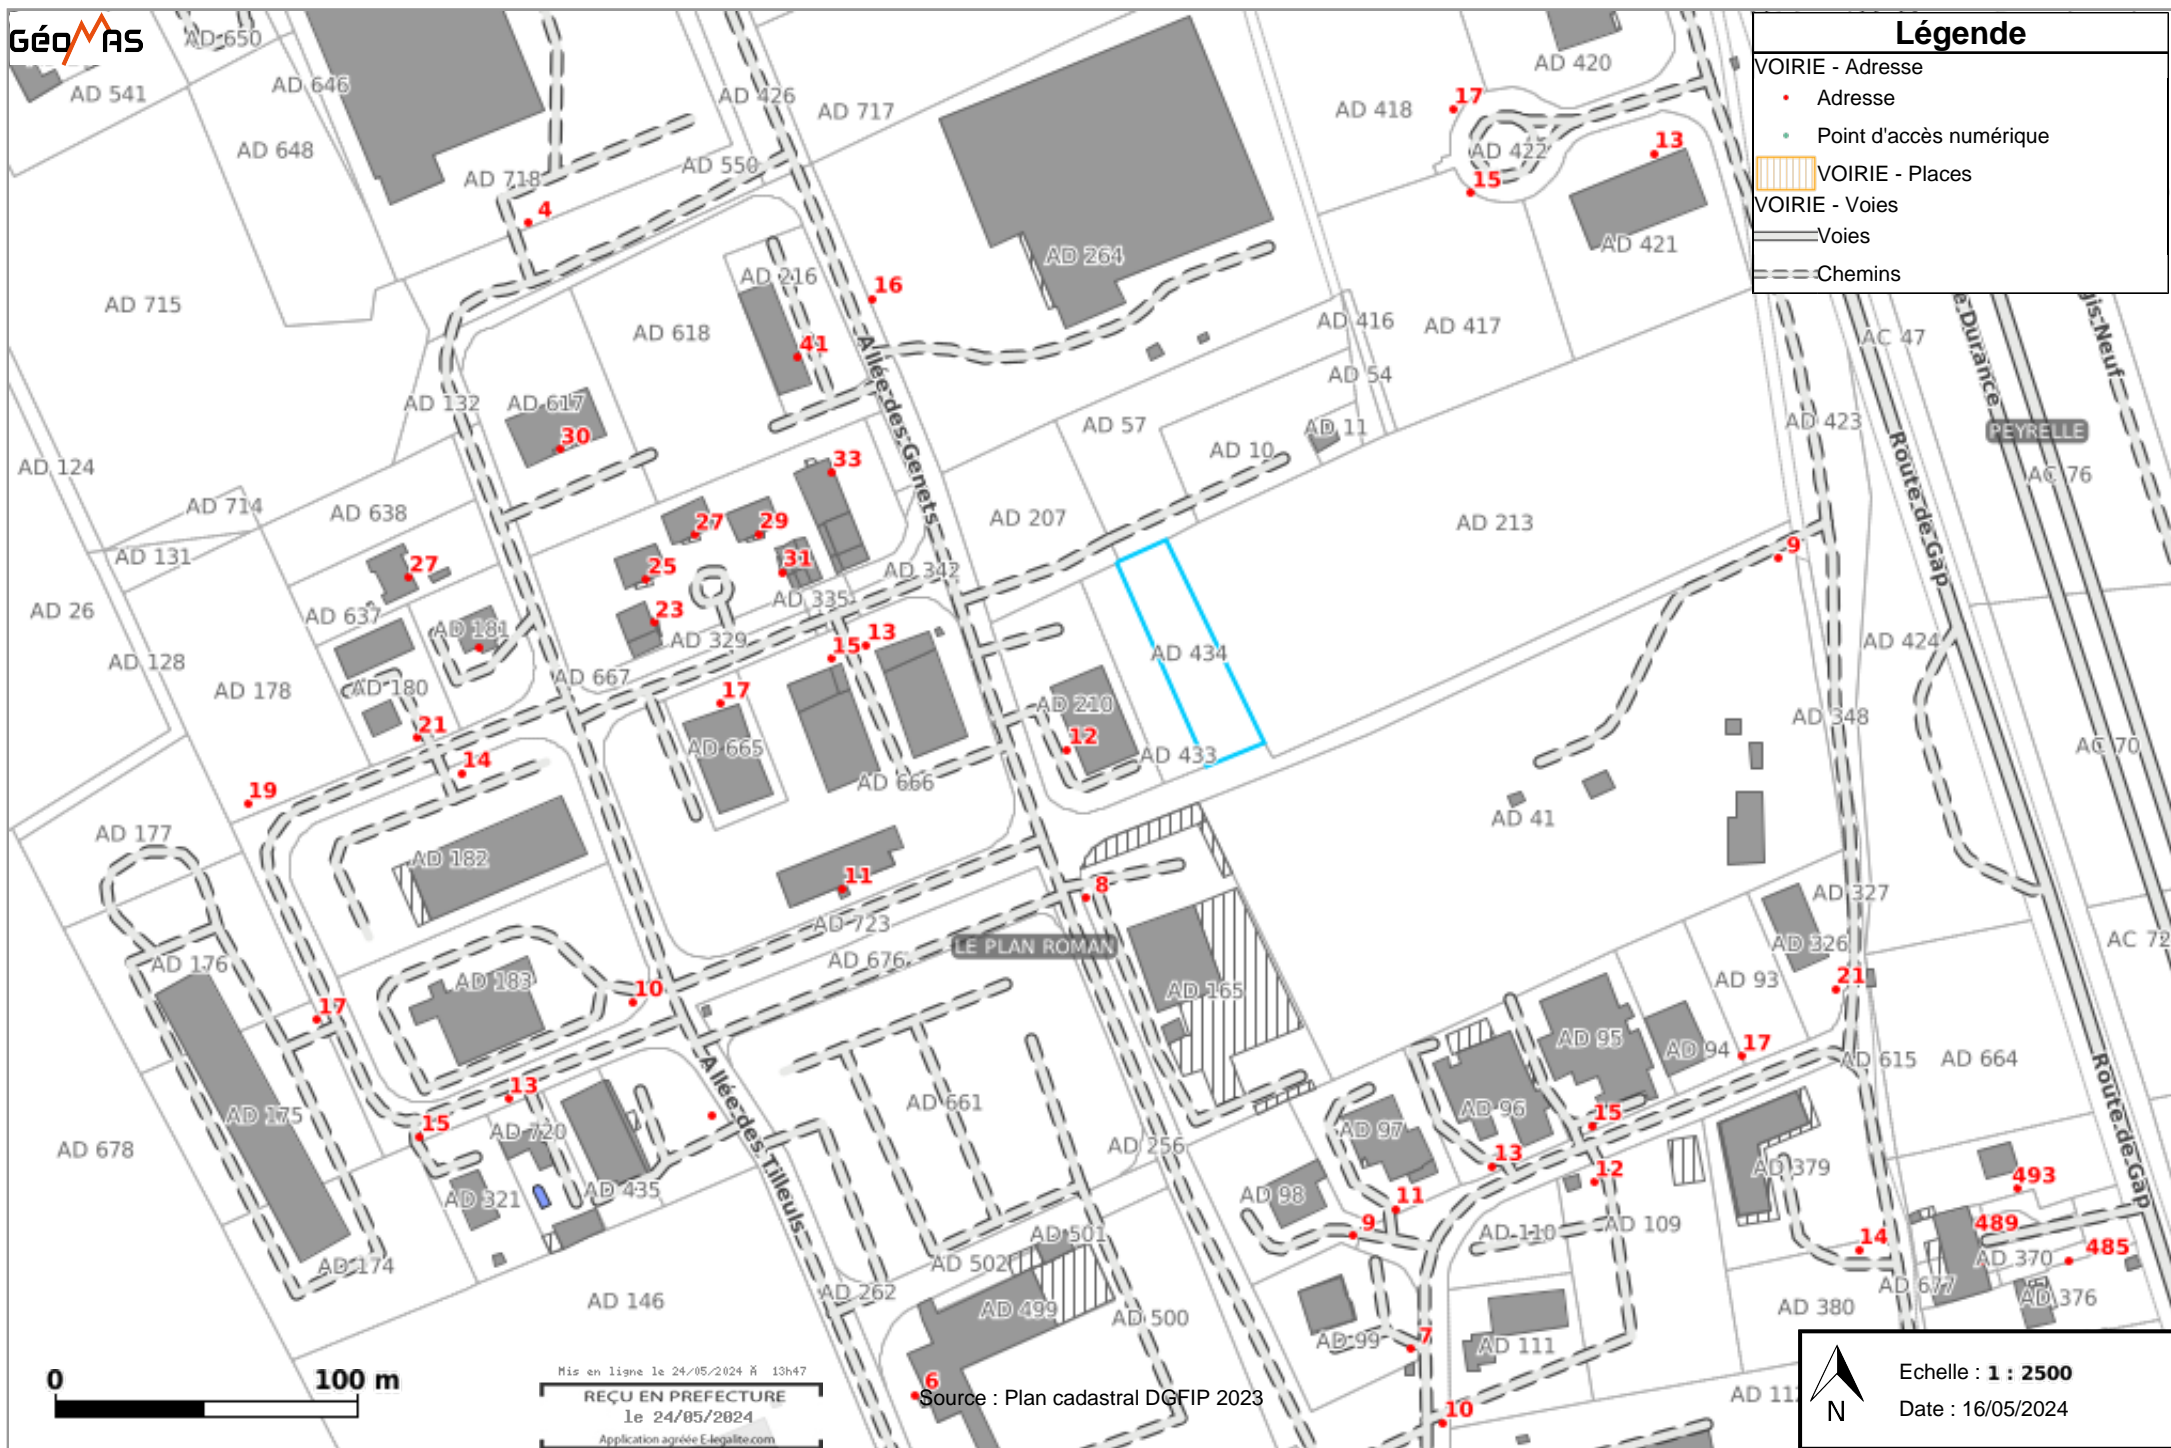 GéoMAS
AD 650
AD 541
AD 646
AD 648
AD 426
AD 717
AD 718
AD 550
4
AD 715
AD 216
AD 264
16
AD 618
41
Allée des Genets
AD 418
17
AD 420
AD 422
13
15
AD 421
AD 416
AD 417
AD 54
AD 57
AD 11
AD 10
AD 132
AD 617
30
AD 124
AD 714
AD 638
AD 131
33
27
29
25
31
23
AD 342
AD 335
AD 329
AD 207
AD 213
9
AD 26
27
AD 637
AD 181
AD 128
AD 178
AD 180
21
AD 667
15
13
17
AD 665
AD 666
AD 434
AD 210
12
AD 433
14
19
AD 177
AD 182
11
AD 723
8
AD 676
LE PLAN ROMAN
AD 176
AD 183
10
17
AD 165
AD 41
AD 423
AC 47
Route de Gap
e Durance
gis Neuf
PEYRELLE
AC 76
AD 424
AD 348
AC 70
AD 327
AD 326
AD 93
21
AC 72
AD 95
AD 94
17
AD 615
AD 664
AD 175
13
15
AD 720
AD 678
AD 321
AD 435
AD 174
AD 146
Allée des Tilleuls
AD 661
AD 256
AD 501
AD 502
AD 262
AD 499
AD 500
6
AD 97
AD 96
15
13
12
AD 98
11
9
AD 110
AD 109
AD 379
14
493
489
485
AD 370
AD 376
AD 677
AD 380
Route de Gap
AD 99
7
AD 111
10
AD 112
Légende
VOIRIE - Adresse
Adresse
Point d'accès numérique
VOIRIE - Places
VOIRIE - Voies
Voies
Chemins
0 100 m
Mis en ligne le 24/05/2024 À 13h47
REÇU EN PREFECTURE
le 24/05/2024
Application agréée E-legalite.com
Source : Plan cadastral DGFIP 2023
N
Echelle : 1 : 2500
Date : 16/05/2024